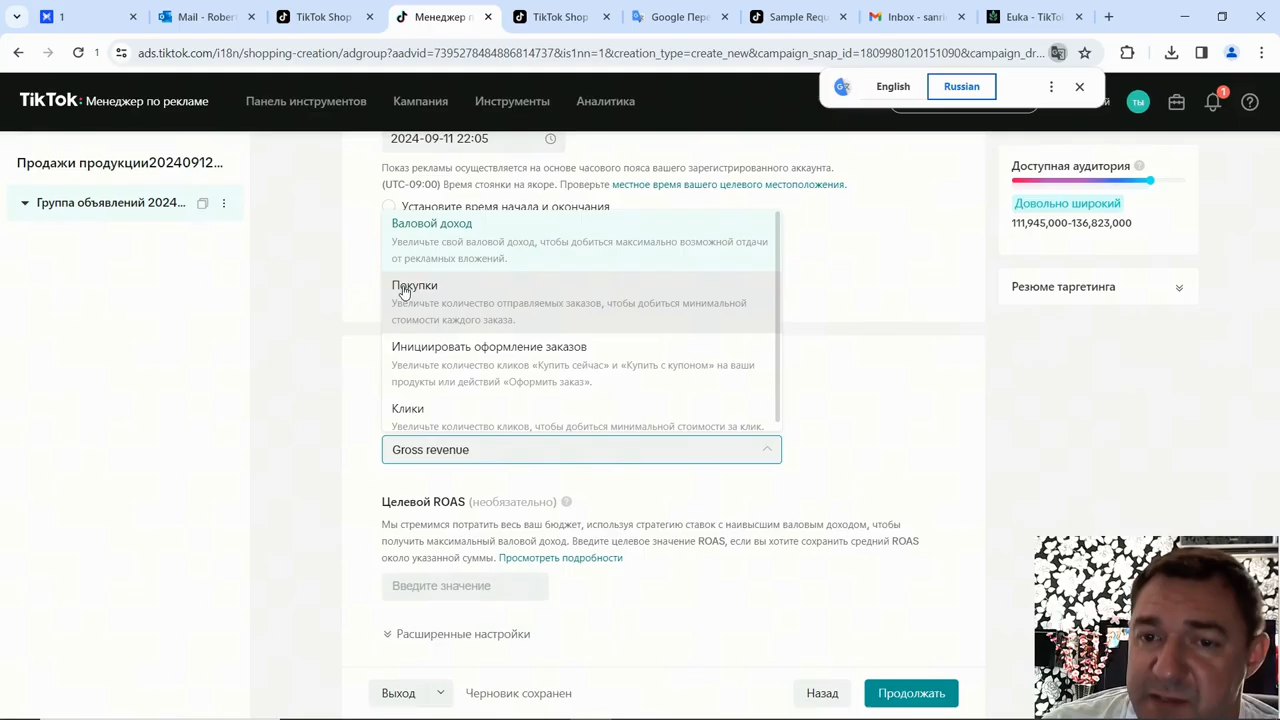 (1)
Mail - Rober
TikTok Shop
Менеджер п
TikTok Shop
Google Пере
Sample Requ
Inbox - sanri
Euka - TikTo
1
ads.tiktok.com/i18n/shopping-creation/adgroup?aadvid=7395278484886814737&is1nn=1&creation_type=create_new&campaign_snap_id=1809980120151090&campaign_dr...
English
Russian
TikTok: Менеджер по рекламе
Панель инструментов
Кампания
Инструменты
Аналитика
й
ты
1
Продажи продукции20240912...
Группа объявлений 2024...
2024-09-11 22:05
Показ рекламы осуществляется на основе часового пояса вашего зарегистрированного аккаунта.
(UTC-09:00) Время стоянки на якоре. Проверьте местное время вашего целевого местоположения.
Установите время начала и окончания
Валовой доход
Увеличьте свой валовой доход, чтобы добиться максимально возможной отдачи
от рекламных вложений.
Покупки
Увеличьте количество отправляемых заказов, чтобы добиться минимальной
стоимости каждого заказа.
Инициировать оформление заказов
Увеличьте количество кликов «Купить сейчас» и «Купить с купоном» на ваши
продукты или действий «Оформить заказ».
Клики
Увеличьте количество кликов, чтобы добиться минимальной стоимости за клик.
Gross revenue
Целевой ROAS (необязательно)
Мы стремимся потратить весь ваш бюджет, используя стратегию ставок с наивысшим валовым доходом, чтобы
получить максимальный валовой доход. Введите целевое значение ROAS, если вы хотите сохранить средний ROAS
около указанной суммы. Просмотреть подробности
Введите значение
Расширенные настройки
Выход
Черновик сохранен
Назад
Продолжать
Доступная аудитория
Довольно широкий
111,945,000-136,823,000
Резюме таргетинга